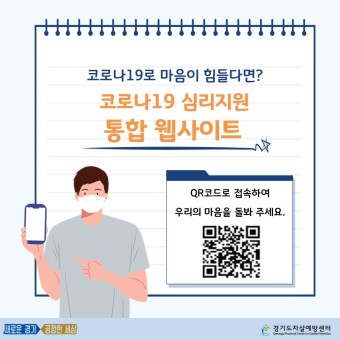 코로나19로 마음이 힘들다면?
코로나19 심리지원
통합 웹사이트
QR코드로 접속하여
우리의 마음을 돌봐 주세요.
새로운 경기 공정한 세상
경기도자살예방센터